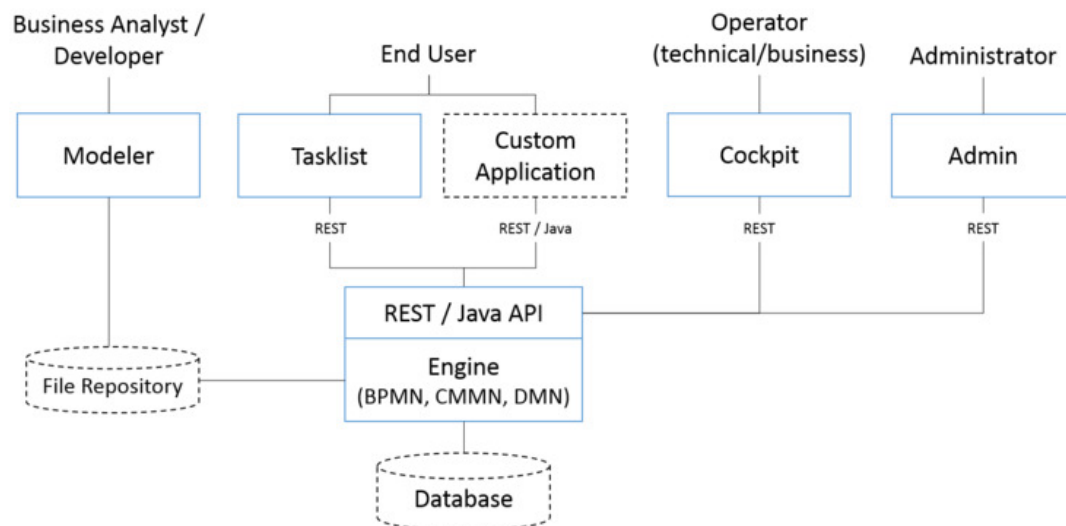 Business Analyst /
Developer
End User
Operator
(technical/business)
Administrator
Modeler
Tasklist
Custom
Application
Cockpit
Admin
REST
REST / Java
REST
REST
REST / Java API
Engine
(BPMN, CMMN, DMN)
File Repository
Database